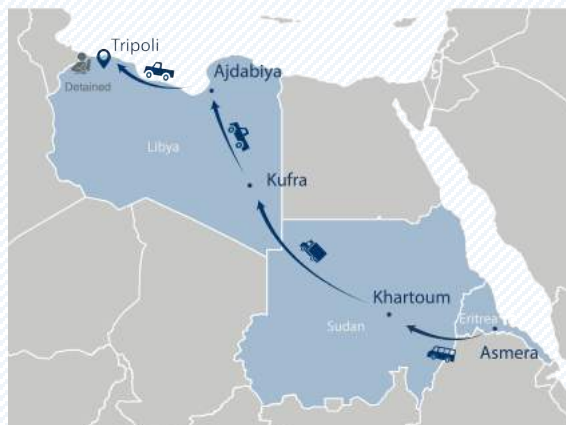 Tripoli
Ajdabiya
Detained
Libya
Kufra
Khartoum
Eritrea
Sudan
Asmera